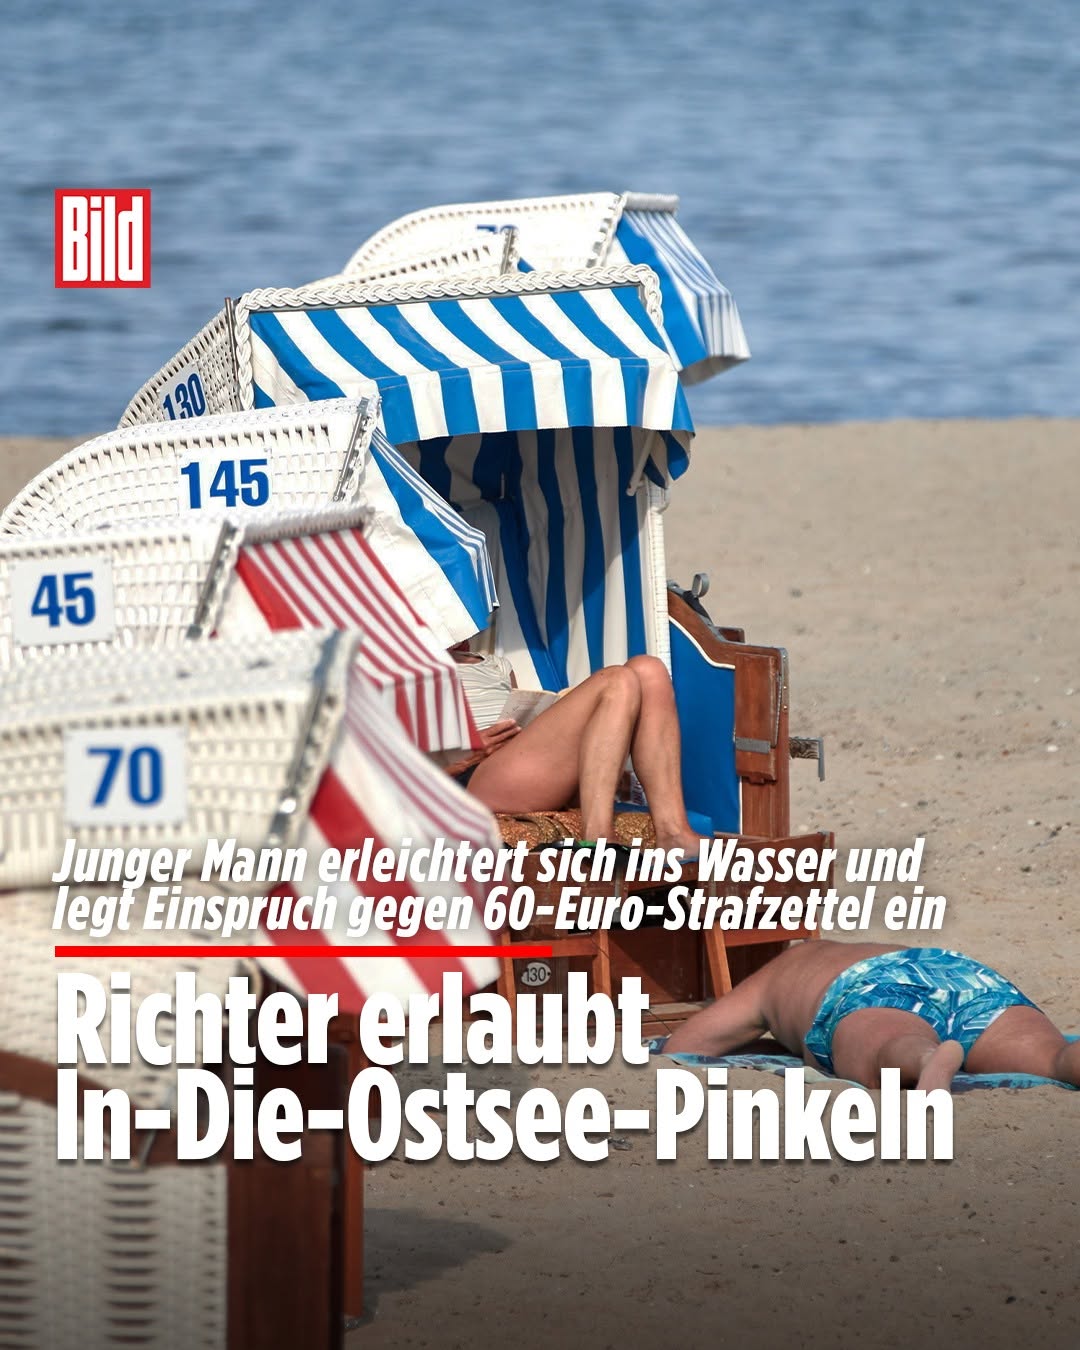 Bild
130
145
45
70
Junger Mann erleichtert sich ins Wasser und
legt Einspruch gegen 60-Euro-Strafzettel ein
130
Richter erlaubt
In-Die-Ostsee-Pinkeln